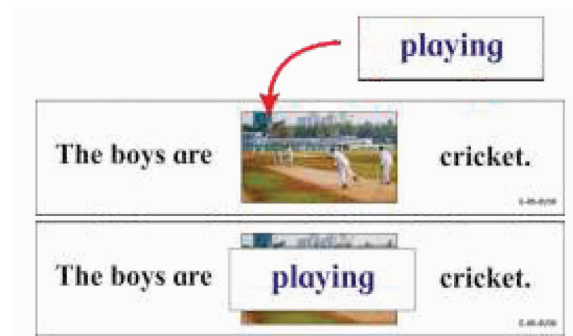 playing
The boys are cricket.
The boys are playing cricket.